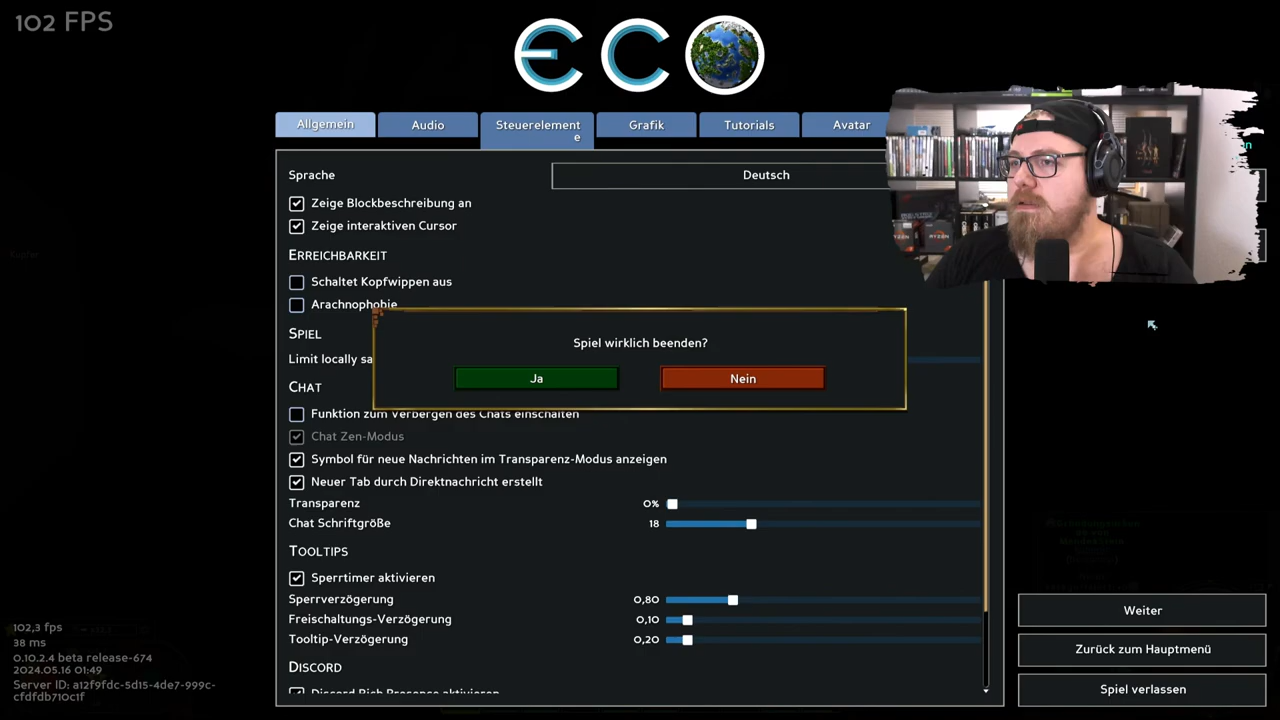 102 FPS
ECO
Allgemein
Audio
Steuerelement
e
Grafik
Tutorials
Avatar
Sprache
Deutsch
Zeige Blockbeschreibung an
Zeige interaktiven Cursor
ERREICHBARKEIT
Schaltet Kopfwippen aus
Arachnophobie
SPIEL
Limit locally sa
CHAT
Spiel wirklich beenden?
Ja
Nein
Funktion zum Verbergen des Chats einschalten
Chat Zen-Modus
Symbol für neue Nachrichten im Transparenz-Modus anzeigen
Neuer Tab durch Direktnachricht erstellt
Transparenz
0%
Chat Schriftgröße
18
TOOLTIPS
Sperrtimer aktivieren
Sperrverzögerung
0,80
Freischaltungs-Verzögerung
0,10
Tooltip-Verzögerung
0,20
DISCORD
Discord Rich Presence aktivieren
Weiter
Zurück zum Hauptmenü
Spiel verlassen
102,3 fps
38 ms
0.10.2.4 beta release-674
2024.05.16 01:49
Server ID: a12f9fdc-5d15-4de7-999c-
cfdfdb710c1f